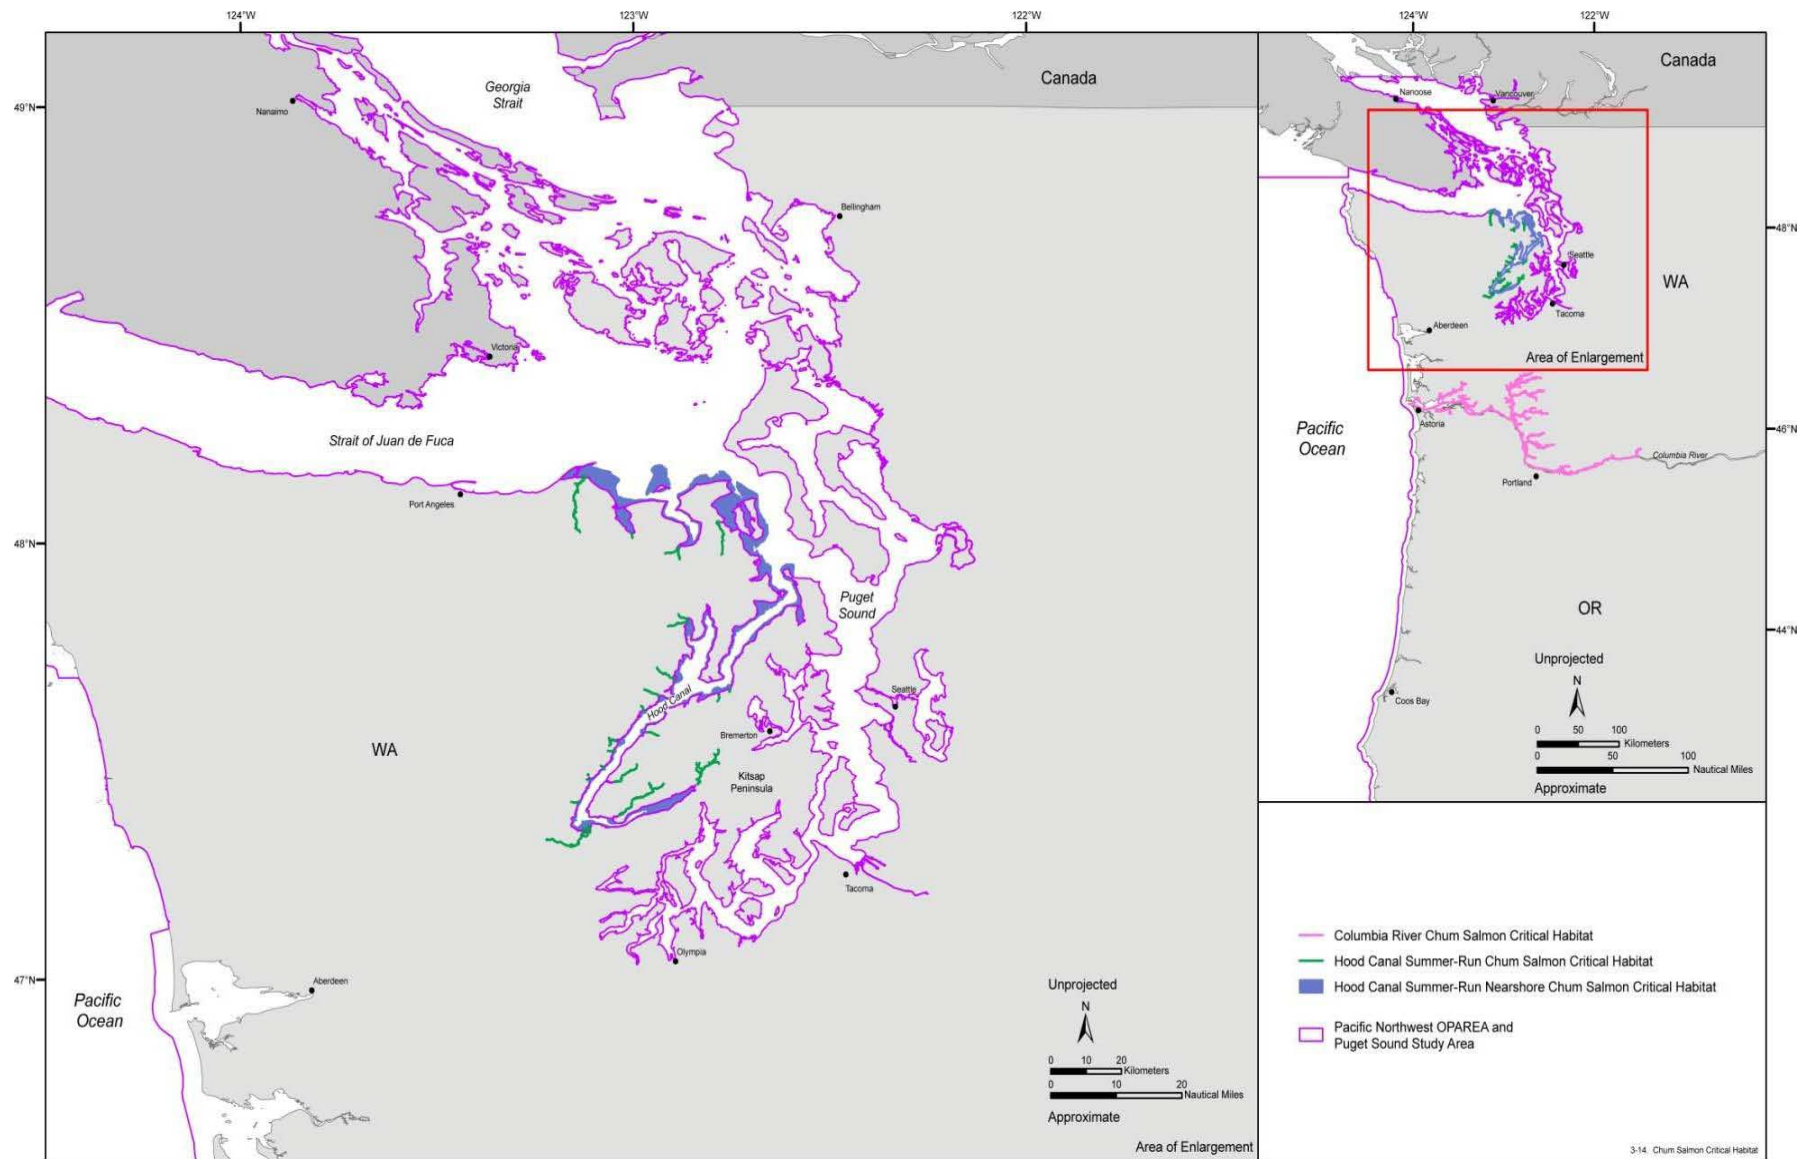 124°W
123°W
122°W
124°W
122°W
Canada
Georgia
Strait
49°N
Nanaimo
Bellingham
Victoria
Strait of Juan de Fuca
Port Angeles
48°N
Puget
Sound
Hood Canal
Seattle
Bremerton
WA
Kitsap
Peninsula
Tacoma
Olympia
47°N
Aberdeen
Pacific
Ocean
Unprojected
N
0 10 20
Kilometers
0 10 20
Nautical Miles
Approximate
Area of Enlargement
Canada
Nanoose
Vancouver
48°N
Seattle
WA
Tacoma
Aberdeen
Area of Enlargement
Astoria
Pacific
Ocean
46°N
Columbia River
Portland
OR
44°N
Unprojected
N
Coos Bay
0 50 100
Kilometers
0 50 100
Nautical Miles
Approximate
Columbia River Chum Salmon Critical Habitat
Hood Canal Summer-Run Chum Salmon Critical Habitat
Hood Canal Summer-Run Nearshore Chum Salmon Critical Habitat
Pacific Northwest OPAREA and
Puget Sound Study Area
3-14. Chum Salmon Critical Habitat